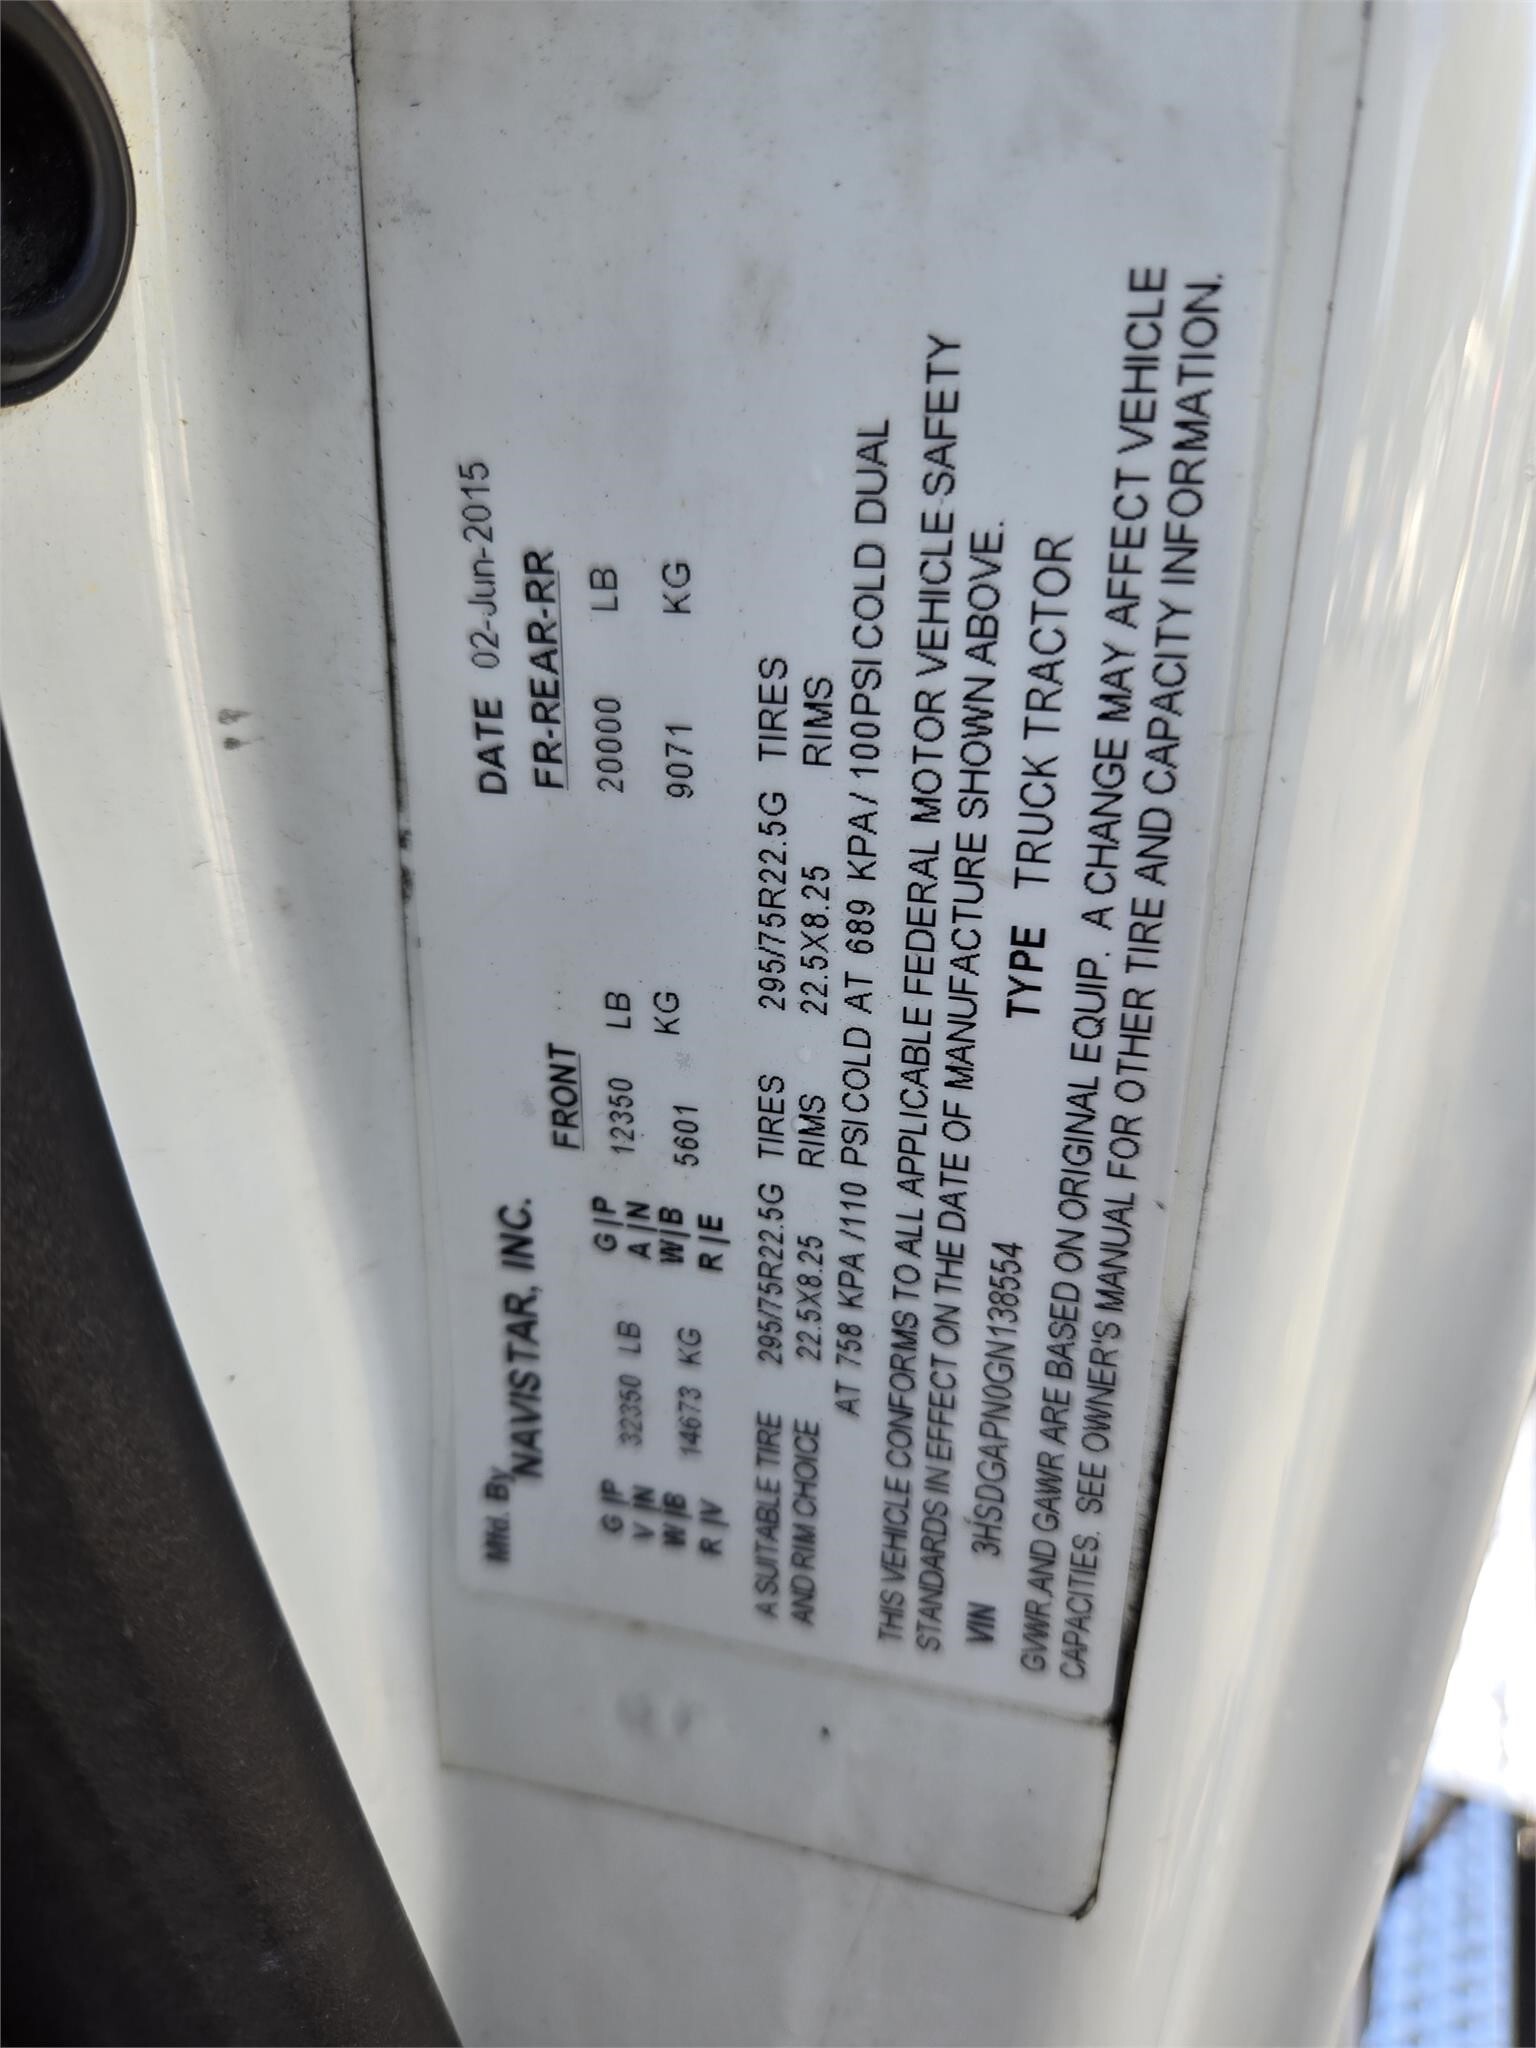 Mfd. By
NAVISTAR, INC. DATE 02-Jun-2015
FRONT FR-REAR-RR
G|P 32350 LB G|P 12350 LB 20000 LB
V|N A|N
W|B 14673 KG W|B 5601 KG 9071 KG
R|V R|E
A SUITABLE TIRE 295/75R22.5G TIRES 295/75R22.5G TIRES
AND RIM CHOICE 22.5X8.25 RIMS 22.5X8.25 RIMS
AT 758 KPA /110 PSI COLD AT 689 KPA / 100PSI COLD DUAL
THIS VEHICLE CONFORMS TO ALL APPLICABLE FEDERAL MOTOR VEHICLE SAFETY
STANDARDS IN EFFECT ON THE DATE OF MANUFACTURE SHOWN ABOVE.
VIN 3HSDGAPN0GN138554 TYPE TRUCK TRACTOR
GVWR AND GAWR ARE BASED ON ORIGINAL EQUIP. A CHANGE MAY AFFECT VEHICLE
CAPACITIES. SEE OWNER'S MANUAL FOR OTHER TIRE AND CAPACITY INFORMATION.